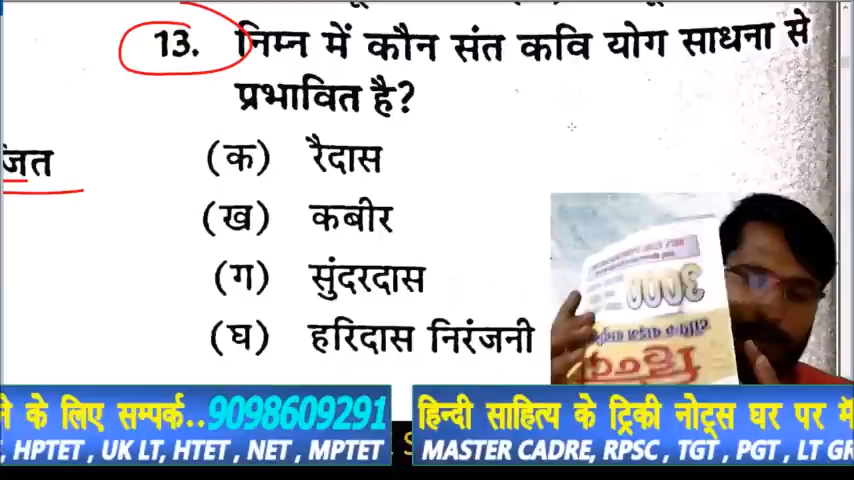 13. निम्न में कौन संत कवि योग साधना से
प्रभावित है?
जत
(क) रैदास
(ख) कबीर
(ग) सुंदरदास
(घ) हरिदास निरंजनी
3000
के लिए सम्पर्क..9098609291
हिन्दी साहित्य के ट्रिकी नोट्स घर पर
, HPTET , UK LT, HTET , NET , MPTET
MASTER CADRE, RPSC , TGT , PGT , LT GR